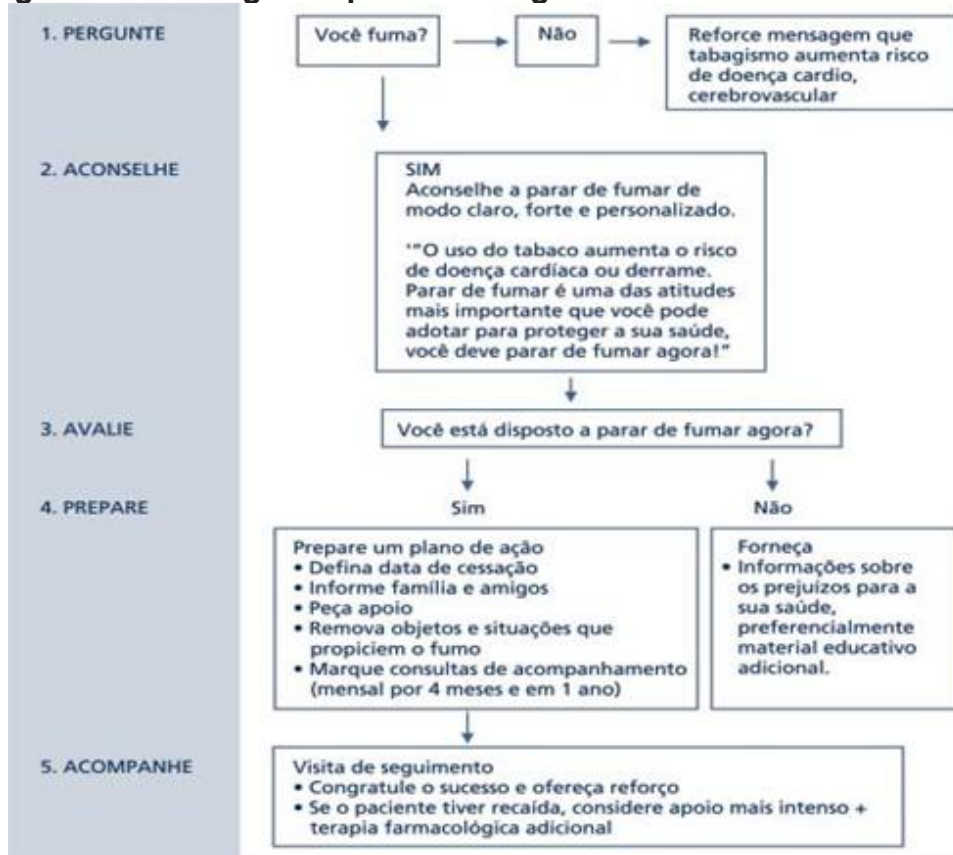 1. PERGUNTE
Você fuma?
Não
Reforce mensagem que
tabagismo aumenta risco
de doença cardio,
cerebrovascular
2. ACONSELHE
SIM
Aconselhe a parar de fumar de
modo claro, forte e personalizado.
'"O uso do tabaco aumenta o risco
de doença cardíaca ou derrame.
Parar de fumar é uma das atitudes
mais importante que você pode
adotar para proteger a sua saúde,
você deve parar de fumar agora!"
3. AVALIE
Você está disposto a parar de fumar agora?
4. PREPARE
Sim
Não
Prepare um plano de ação
• Defina data de cessação
• Informe família e amigos
• Peça apoio
• Remova objetos e situações que
propiciem o fumo
• Marque consultas de acompanhamento
(mensal por 4 meses e em 1 ano)
Forneça
• Informações sobre
os prejuízos para a
sua saúde,
preferencialmente
material educativo
adicional.
5. ACOMPANHE
Visita de seguimento
• Congratule o sucesso e ofereça reforço
• Se o paciente tiver recaída, considere apoio mais intenso +
terapia farmacológica adicional